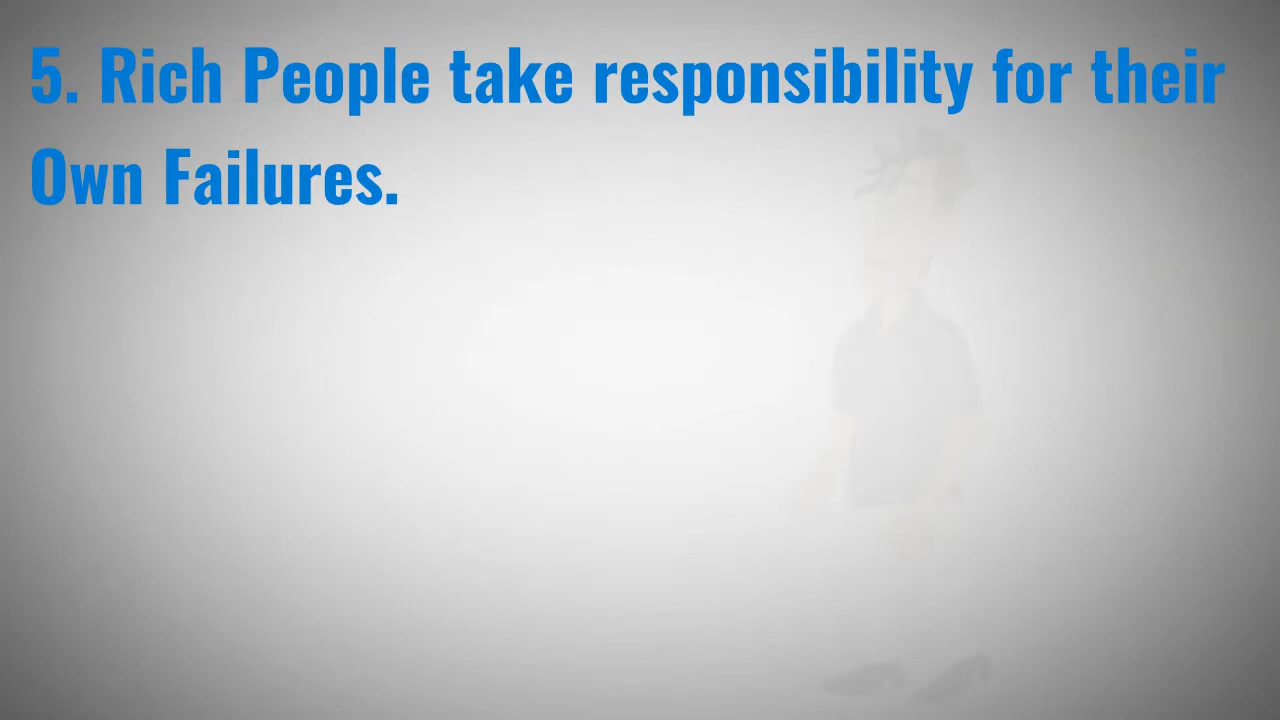 5. Rich People take responsibility for their
Own Failures.